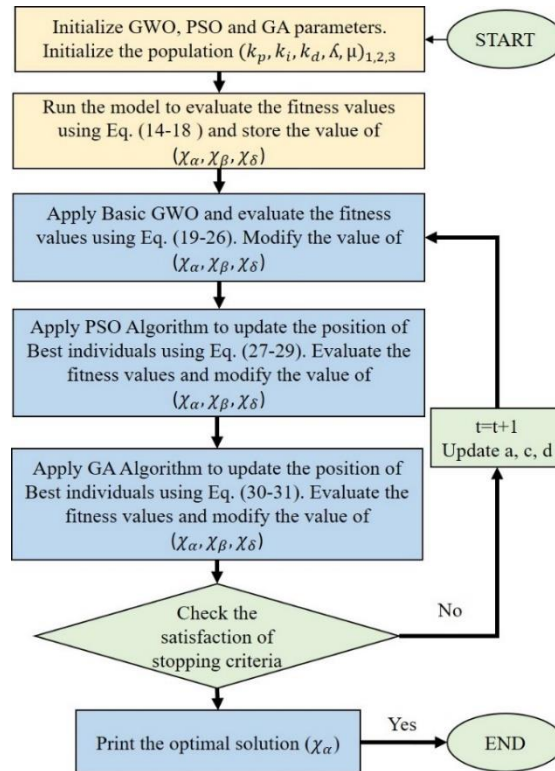 Initialize GWO, PSO and GA parameters.
Initialize the population (k_p, k_i, k_d, ʎ, µ)_{1,2,3}
START
Run the model to evaluate the fitness values
using Eq. (14-18 ) and store the value of
(χ_α, χ_β, χ_δ)
Apply Basic GWO and evaluate the fitness
values using Eq. (19-26). Modify the value of
(χ_α, χ_β, χ_δ)
Apply PSO Algorithm to update the position of
Best individuals using Eq. (27-29). Evaluate the
fitness values and modify the value of
(χ_α, χ_β, χ_δ)
t=t+1
Update a, c, d
Apply GA Algorithm to update the position of
Best individuals using Eq. (30-31). Evaluate the
fitness values and modify the value of
(χ_α, χ_β, χ_δ)
Check the
satisfaction of
stopping criteria
No
Print the optimal solution (χ_α)
Yes
END